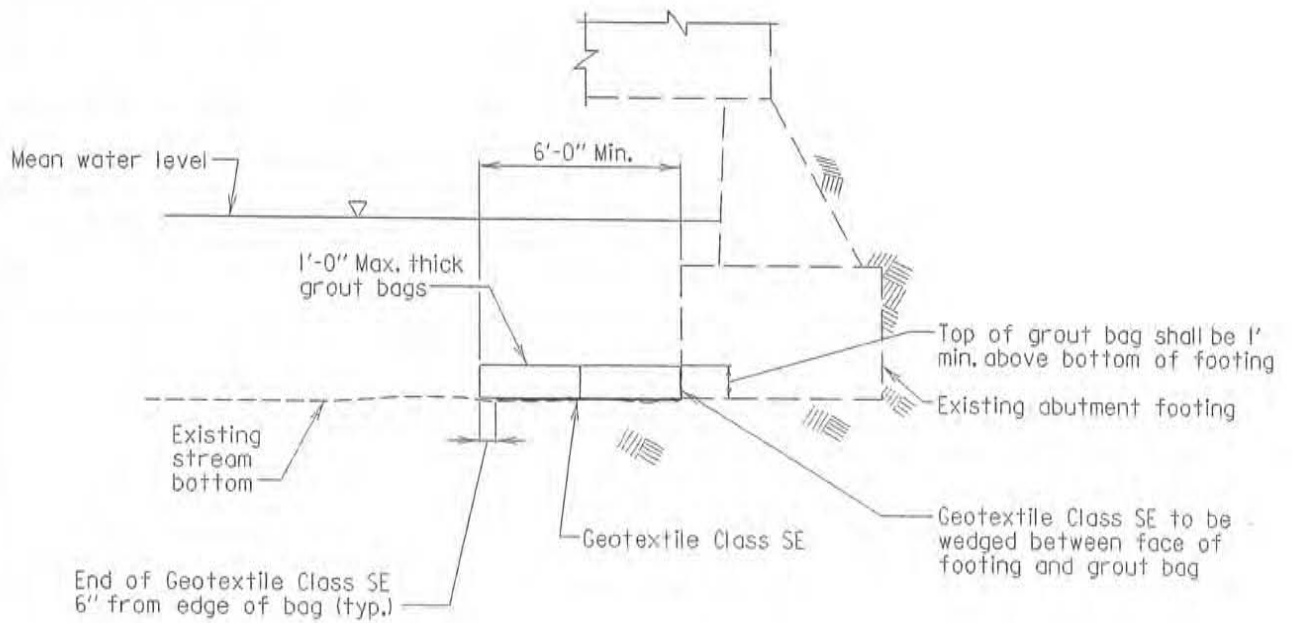 Mean water level
6'-0" Min.
1'-0" Max. thick
grout bags
Top of grout bag shall be 1'
min. above bottom of footing
Existing abutment footing
Existing
stream
bottom
Geotextile Class SE
Geotextile Class SE to be
wedged between face of
footing and grout bag
End of Geotextile Class SE
6" from edge of bag (typ.)